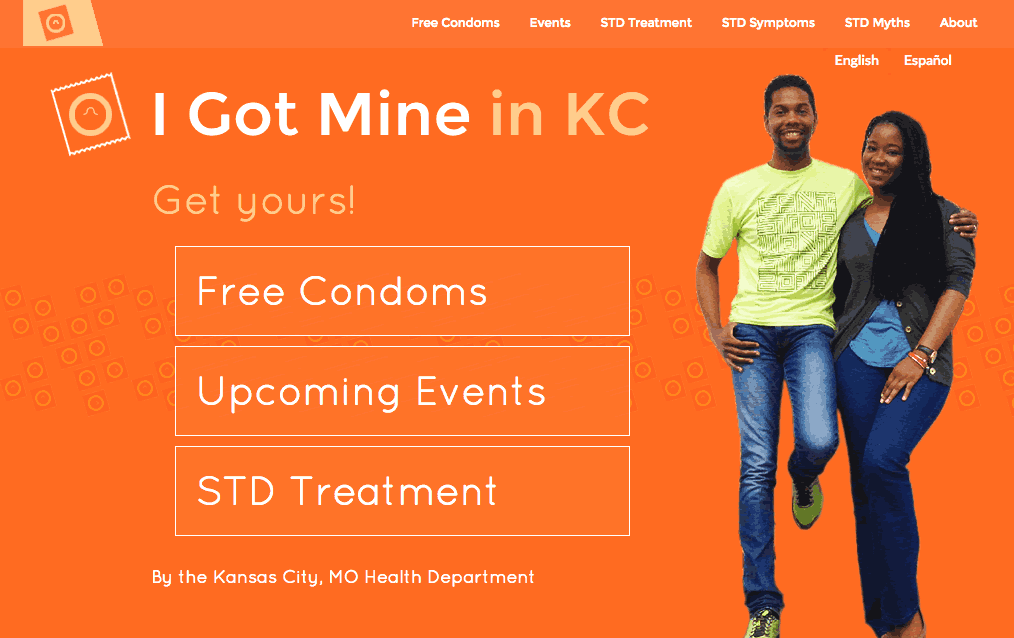 Free Condoms Events STD Treatment STD Symptoms STD Myths About
English Español
I Got Mine in KC
Get yours!
Free Condoms
Upcoming Events
STD Treatment
By the Kansas City, MO Health Department